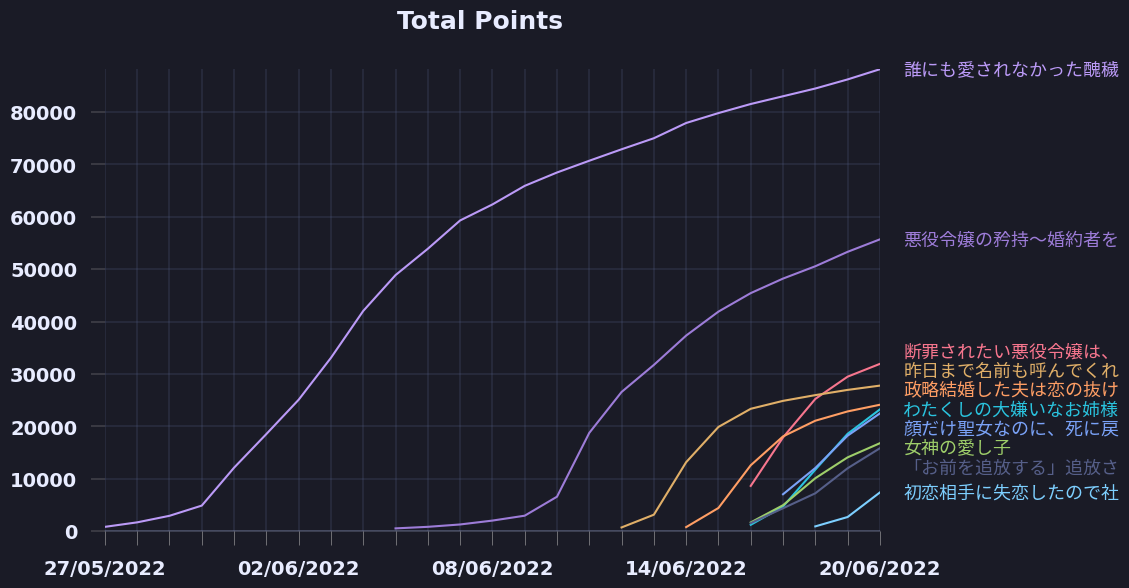 Total Points
誰にも愛されなかった醜穢
80000
70000
60000
悪役令嬢の矜持〜婚約者を
50000
40000
断罪されたい悪役令嬢は、
30000
昨日まで名前も呼んでくれ
政略結婚した夫は恋の抜け
わたくしの大嫌いなお姉様
20000
顔だけ聖女なのに、死に戻
女神の愛し子
「お前を追放する」追放さ
10000
初恋相手に失恋したので社
0
27/05/2022 02/06/2022 08/06/2022 14/06/2022 20/06/2022